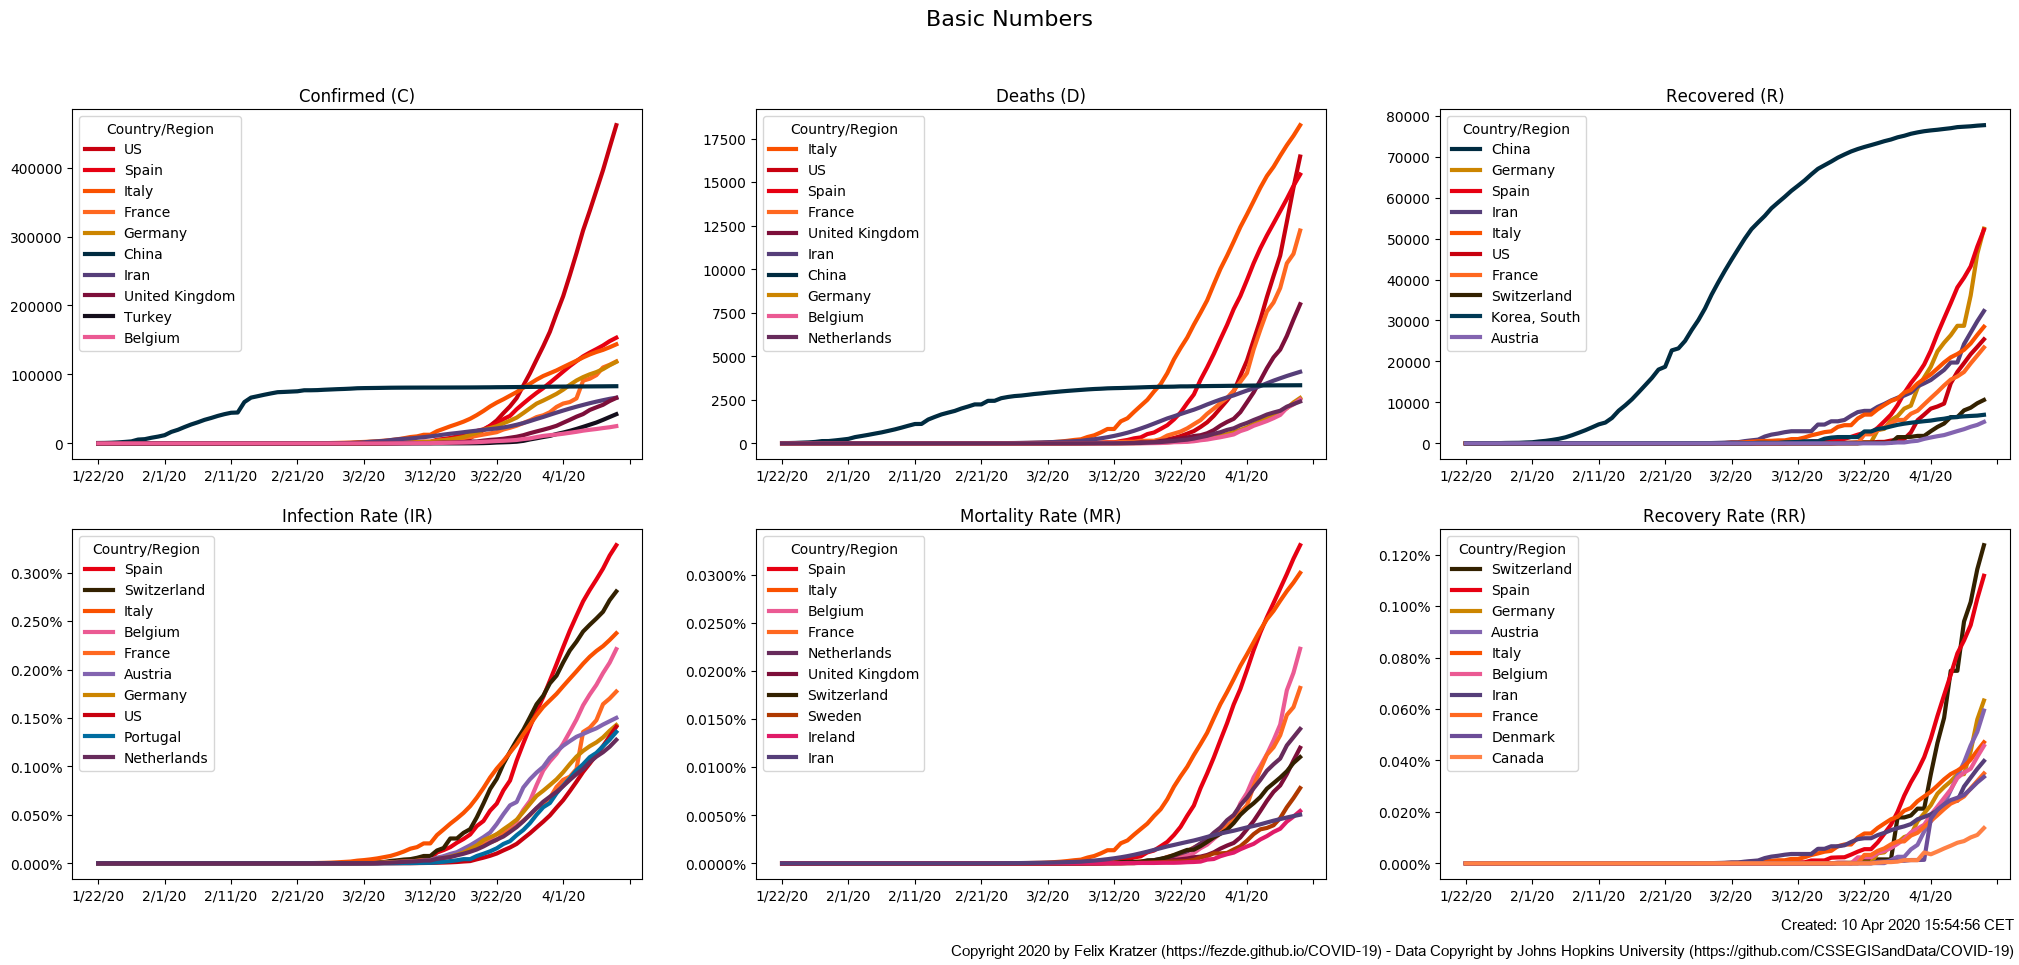 Basic Numbers
Confirmed (C)
400000
300000
200000
100000
0
Country/Region
US
Spain
Italy
France
Germany
China
Iran
United Kingdom
Turkey
Belgium
1/22/20 2/1/20 2/11/20 2/21/20 3/2/20 3/12/20 3/22/20 4/1/20
Deaths (D)
17500
15000
12500
10000
7500
5000
2500
0
Country/Region
Italy
US
Spain
France
United Kingdom
Iran
China
Germany
Belgium
Netherlands
1/22/20 2/1/20 2/11/20 2/21/20 3/2/20 3/12/20 3/22/20 4/1/20
Recovered (R)
80000
70000
60000
50000
40000
30000
20000
10000
0
Country/Region
China
Germany
Spain
Iran
Italy
US
France
Switzerland
Korea, South
Austria
1/22/20 2/1/20 2/11/20 2/21/20 3/2/20 3/12/20 3/22/20 4/1/20
Infection Rate (IR)
0.300%
0.250%
0.200%
0.150%
0.100%
0.050%
0.000%
Country/Region
Spain
Switzerland
Italy
Belgium
France
Austria
Germany
US
Portugal
Netherlands
1/22/20 2/1/20 2/11/20 2/21/20 3/2/20 3/12/20 3/22/20 4/1/20
Mortality Rate (MR)
0.0300%
0.0250%
0.0200%
0.0150%
0.0100%
0.0050%
0.0000%
Country/Region
Spain
Italy
Belgium
France
Netherlands
United Kingdom
Switzerland
Sweden
Ireland
Iran
1/22/20 2/1/20 2/11/20 2/21/20 3/2/20 3/12/20 3/22/20 4/1/20
Recovery Rate (RR)
0.120%
0.100%
0.080%
0.060%
0.040%
0.020%
0.000%
Country/Region
Switzerland
Spain
Germany
Austria
Italy
Belgium
Iran
France
Denmark
Canada
1/22/20 2/1/20 2/11/20 2/21/20 3/2/20 3/12/20 3/22/20 4/1/20
Created: 10 Apr 2020 15:54:56 CET
Copyright 2020 by Felix Kratzer (https://fezde.github.io/COVID-19) - Data Copyright by Johns Hopkins University (https://github.com/CSSEGISandData/COVID-19)